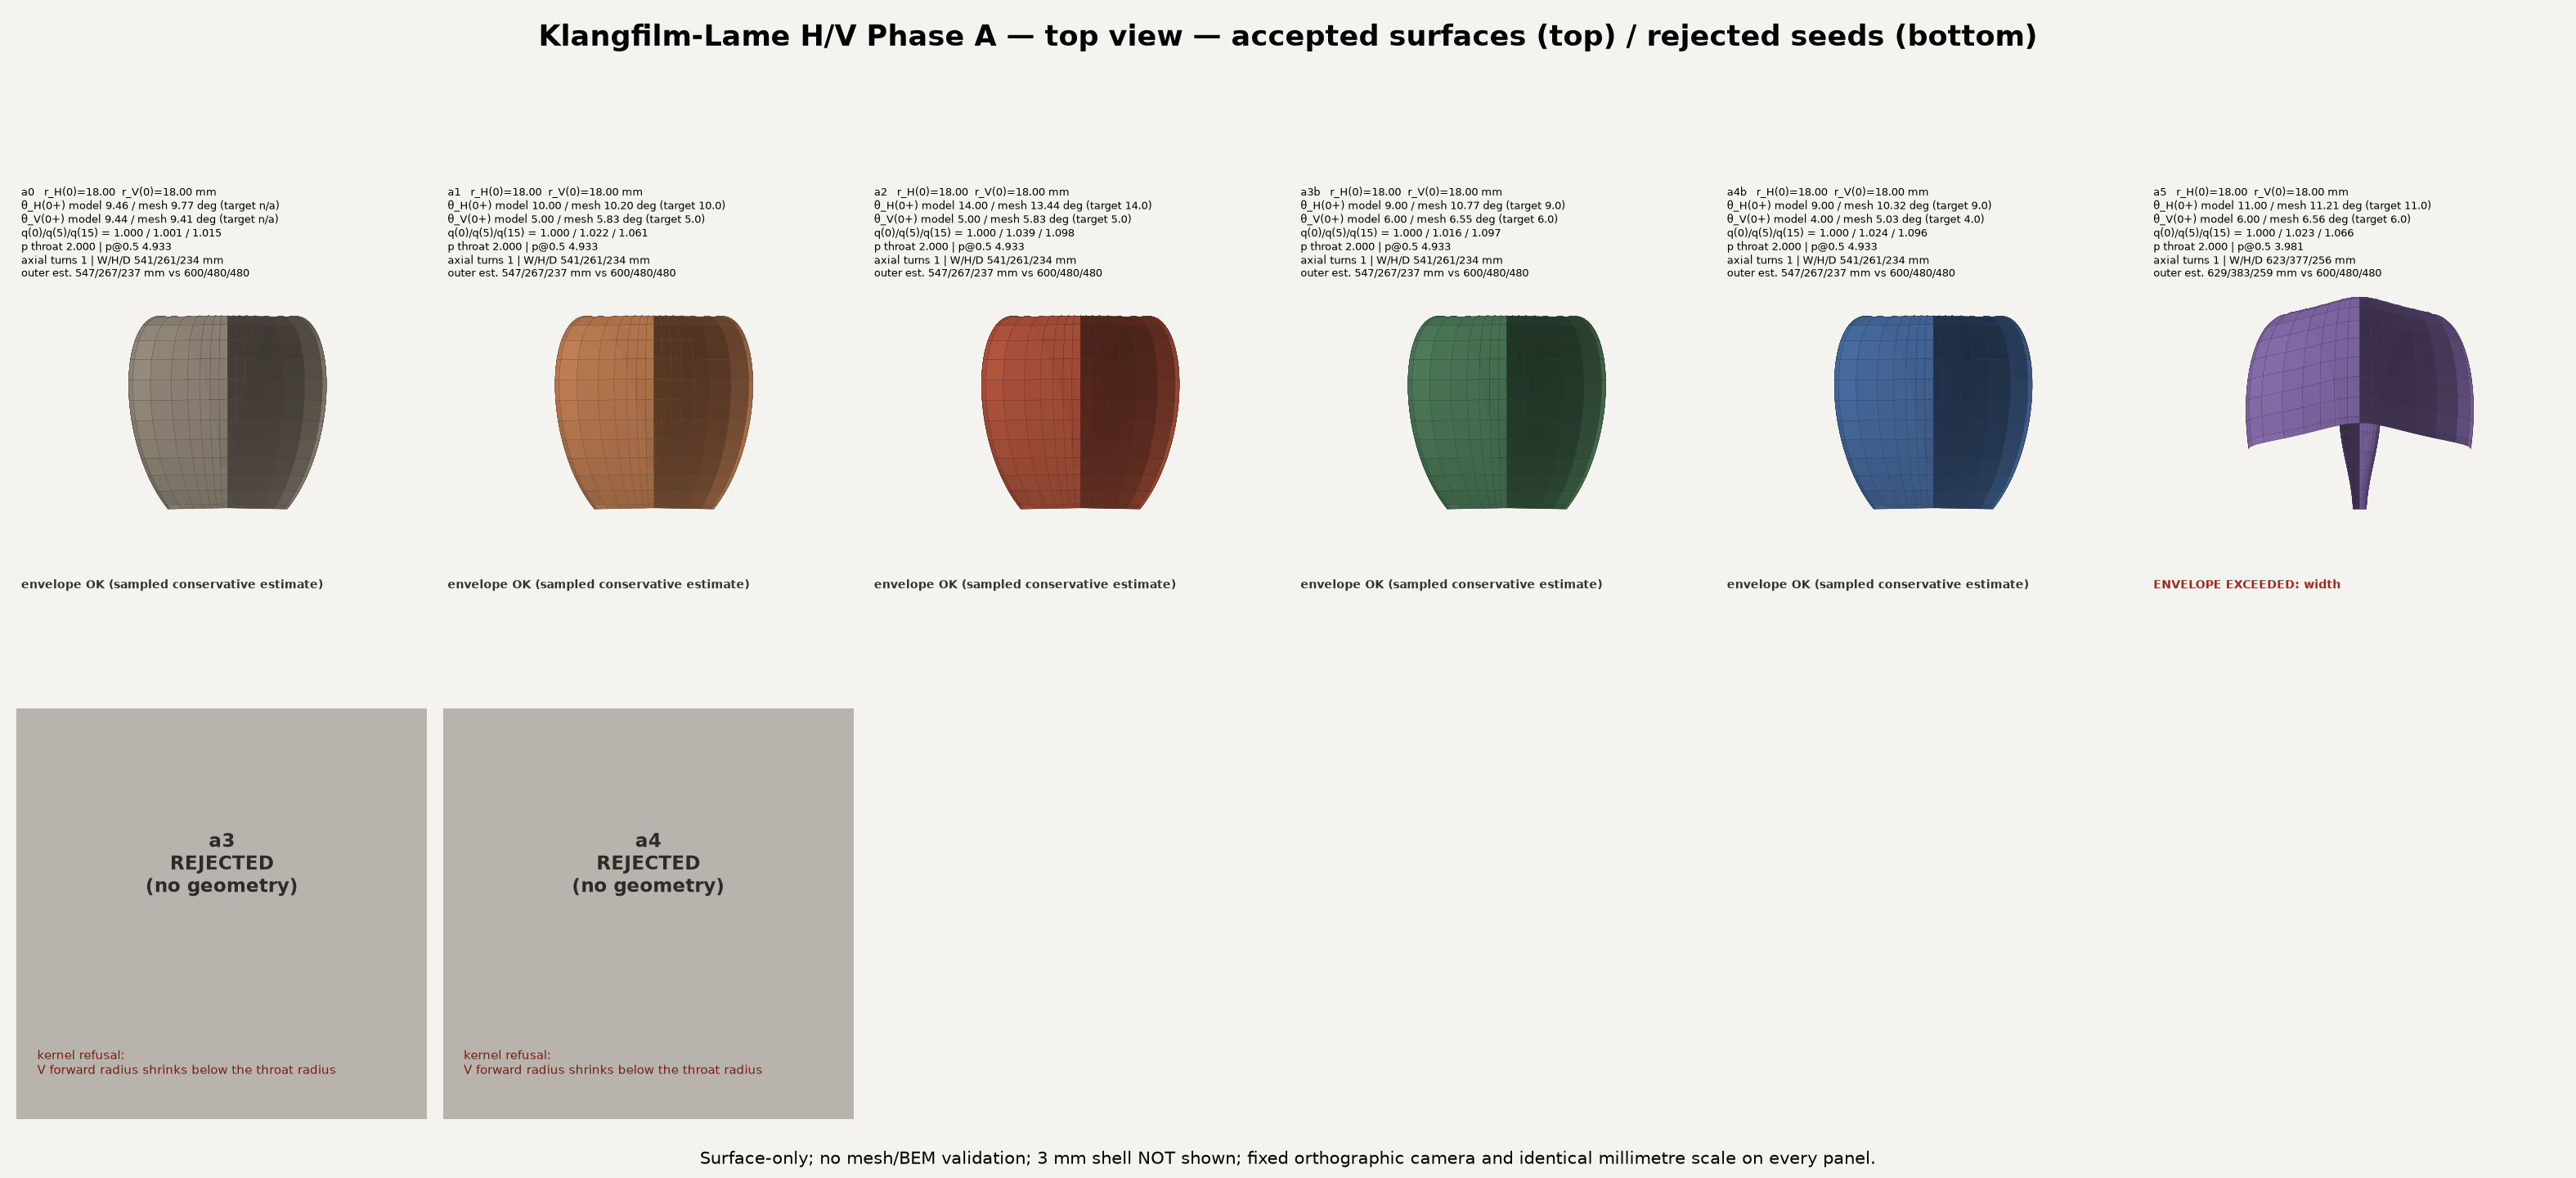 Klangfilm-Lame H/V Phase A — top view — accepted surfaces (top) / rejected seeds (bottom)
a0   r_H(0)=18.00  r_V(0)=18.00 mm
θ_H(0+) model 9.46 / mesh 9.77 deg (target n/a)
θ_V(0+) model 9.44 / mesh 9.41 deg (target n/a)
q(0)/q(5)/q(15) = 1.000 / 1.001 / 1.015
p throat 2.000 | p@0.5 4.933
axial turns 1 | W/H/D 541/261/234 mm
outer est. 547/267/237 mm vs 600/480/480
envelope OK (sampled conservative estimate)
a1   r_H(0)=18.00  r_V(0)=18.00 mm
θ_H(0+) model 10.00 / mesh 10.20 deg (target 10.0)
θ_V(0+) model 5.00 / mesh 5.83 deg (target 5.0)
q(0)/q(5)/q(15) = 1.000 / 1.022 / 1.061
p throat 2.000 | p@0.5 4.933
axial turns 1 | W/H/D 541/261/234 mm
outer est. 547/267/237 mm vs 600/480/480
envelope OK (sampled conservative estimate)
a2   r_H(0)=18.00  r_V(0)=18.00 mm
θ_H(0+) model 14.00 / mesh 13.44 deg (target 14.0)
θ_V(0+) model 5.00 / mesh 5.83 deg (target 5.0)
q(0)/q(5)/q(15) = 1.000 / 1.039 / 1.098
p throat 2.000 | p@0.5 4.933
axial turns 1 | W/H/D 541/261/234 mm
outer est. 547/267/237 mm vs 600/480/480
envelope OK (sampled conservative estimate)
a3b   r_H(0)=18.00  r_V(0)=18.00 mm
θ_H(0+) model 9.00 / mesh 10.77 deg (target 9.0)
θ_V(0+) model 6.00 / mesh 6.55 deg (target 6.0)
q(0)/q(5)/q(15) = 1.000 / 1.016 / 1.097
p throat 2.000 | p@0.5 4.933
axial turns 1 | W/H/D 541/261/234 mm
outer est. 547/267/237 mm vs 600/480/480
envelope OK (sampled conservative estimate)
a4b   r_H(0)=18.00  r_V(0)=18.00 mm
θ_H(0+) model 9.00 / mesh 10.32 deg (target 9.0)
θ_V(0+) model 4.00 / mesh 5.03 deg (target 4.0)
q(0)/q(5)/q(15) = 1.000 / 1.024 / 1.096
p throat 2.000 | p@0.5 4.933
axial turns 1 | W/H/D 541/261/234 mm
outer est. 547/267/237 mm vs 600/480/480
envelope OK (sampled conservative estimate)
a5   r_H(0)=18.00  r_V(0)=18.00 mm
θ_H(0+) model 11.00 / mesh 11.21 deg (target 11.0)
θ_V(0+) model 6.00 / mesh 6.56 deg (target 6.0)
q(0)/q(5)/q(15) = 1.000 / 1.023 / 1.066
p throat 2.000 | p@0.5 3.981
axial turns 1 | W/H/D 623/377/256 mm
outer est. 629/383/259 mm vs 600/480/480
ENVELOPE EXCEEDED: width
a3
REJECTED
(no geometry)
kernel refusal:
V forward radius shrinks below the throat radius
a4
REJECTED
(no geometry)
kernel refusal:
V forward radius shrinks below the throat radius
Surface-only; no mesh/BEM validation; 3 mm shell NOT shown; fixed orthographic camera and identical millimetre scale on every panel.